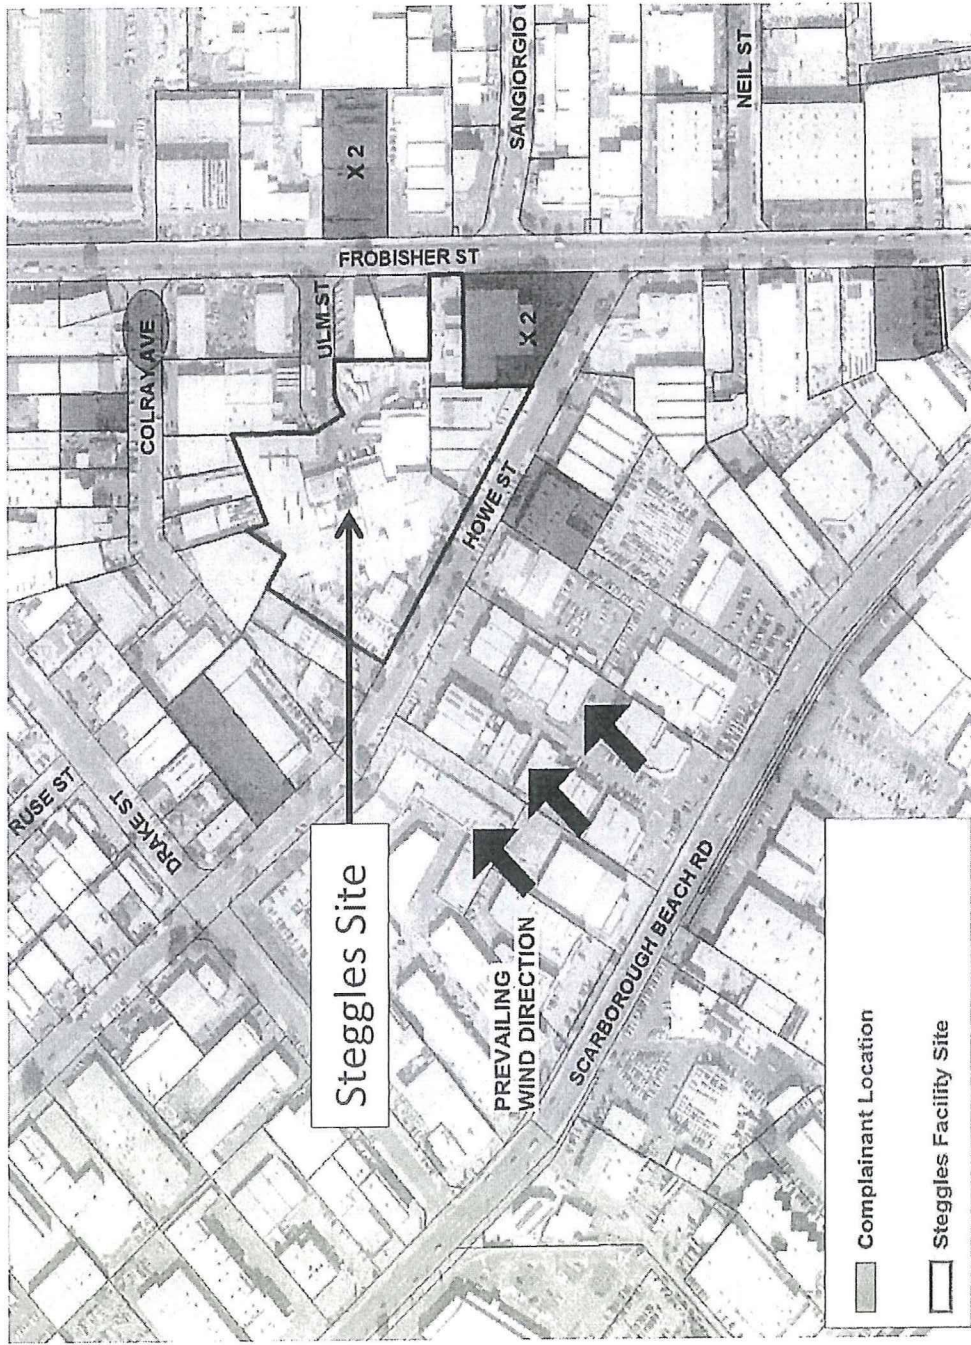 RUSE ST
DRAKE ST
COLRAY AVE
ULM ST
FROBISHER ST
X 2
SANGIORGIO
NEIL ST
X 2
HOWE ST
Steggles Site
PREVAILING
WIND DIRECTION
SCARBOROUGH BEACH RD
Complainant Location
Steggles Facility Site